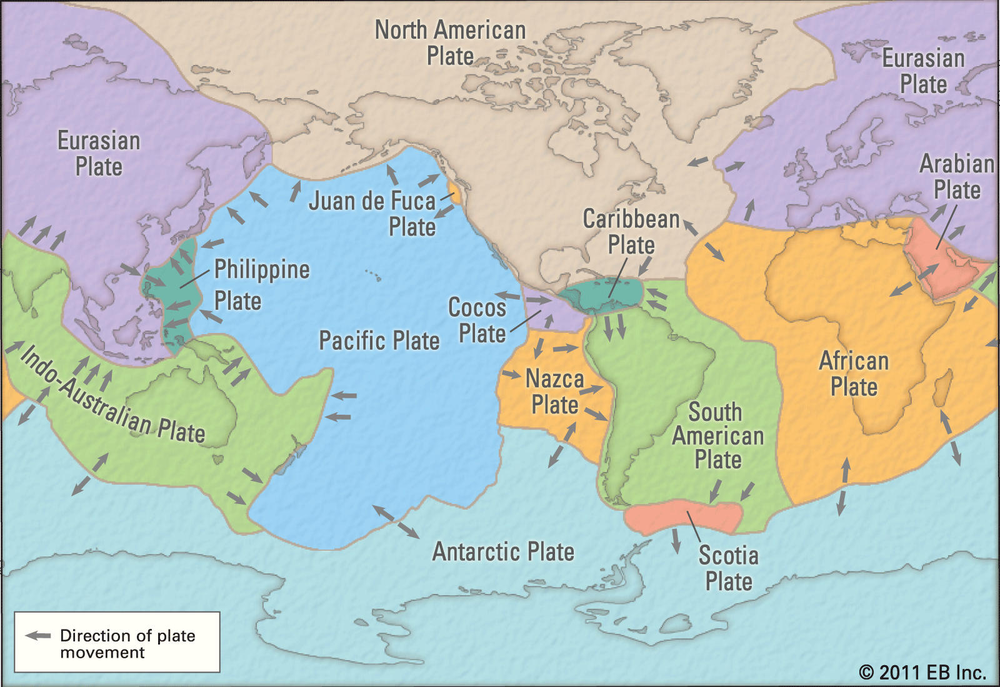 North American
Plate
Eurasian
Plate
Eurasian
Plate
Arabian
Plate
Juan de Fuca
Plate
Caribbean
Plate
Philippine
Plate
Cocos
Plate
Pacific Plate
Indo-Australian Plate
Nazca
Plate
African
Plate
South
American
Plate
Antarctic Plate
Scotia
Plate
Direction of plate
movement
© 2011 EB Inc.